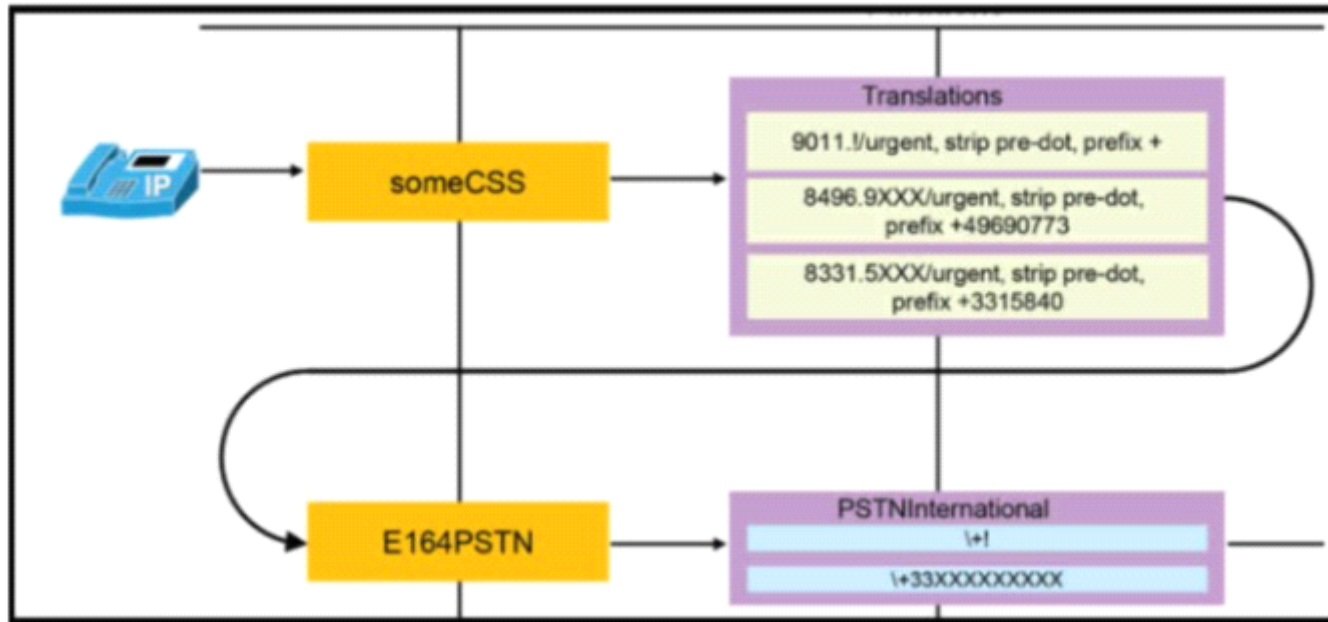 IP
someCSS
Translations
9011.!/urgent, strip pre-dot, prefix +
8496.9XXX/urgent, strip pre-dot,
prefix +49690773
8331.5XXX/urgent, strip pre-dot,
prefix +3315840
E164PSTN
PSTNInternational
\+!
\+33XXXXXXXXX